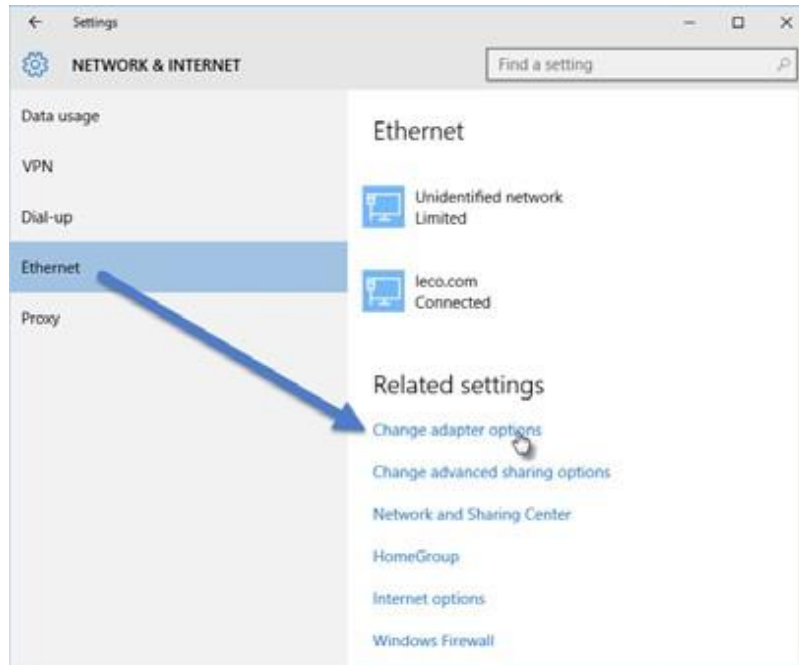 Settings
NETWORK & INTERNET
Find a setting
Data usage
VPN
Dial-up
Ethernet
Proxy
Ethernet
Unidentified network
Limited
leco.com
Connected
Related settings
Change adapter options
Change advanced sharing options
Network and Sharing Center
HomeGroup
Internet options
Windows Firewall